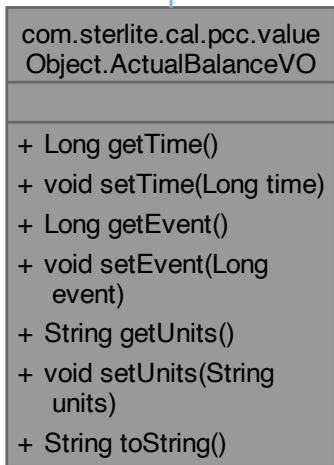 com.sterlite.cal.pcc.value
Object.ActualBalanceVO
+ Long getTime()
+ void setTime(Long time)
+ Long getEvent()
+ void setEvent(Long
event)
+ String getUnits()
+ void setUnits(String
units)
+ String toString()